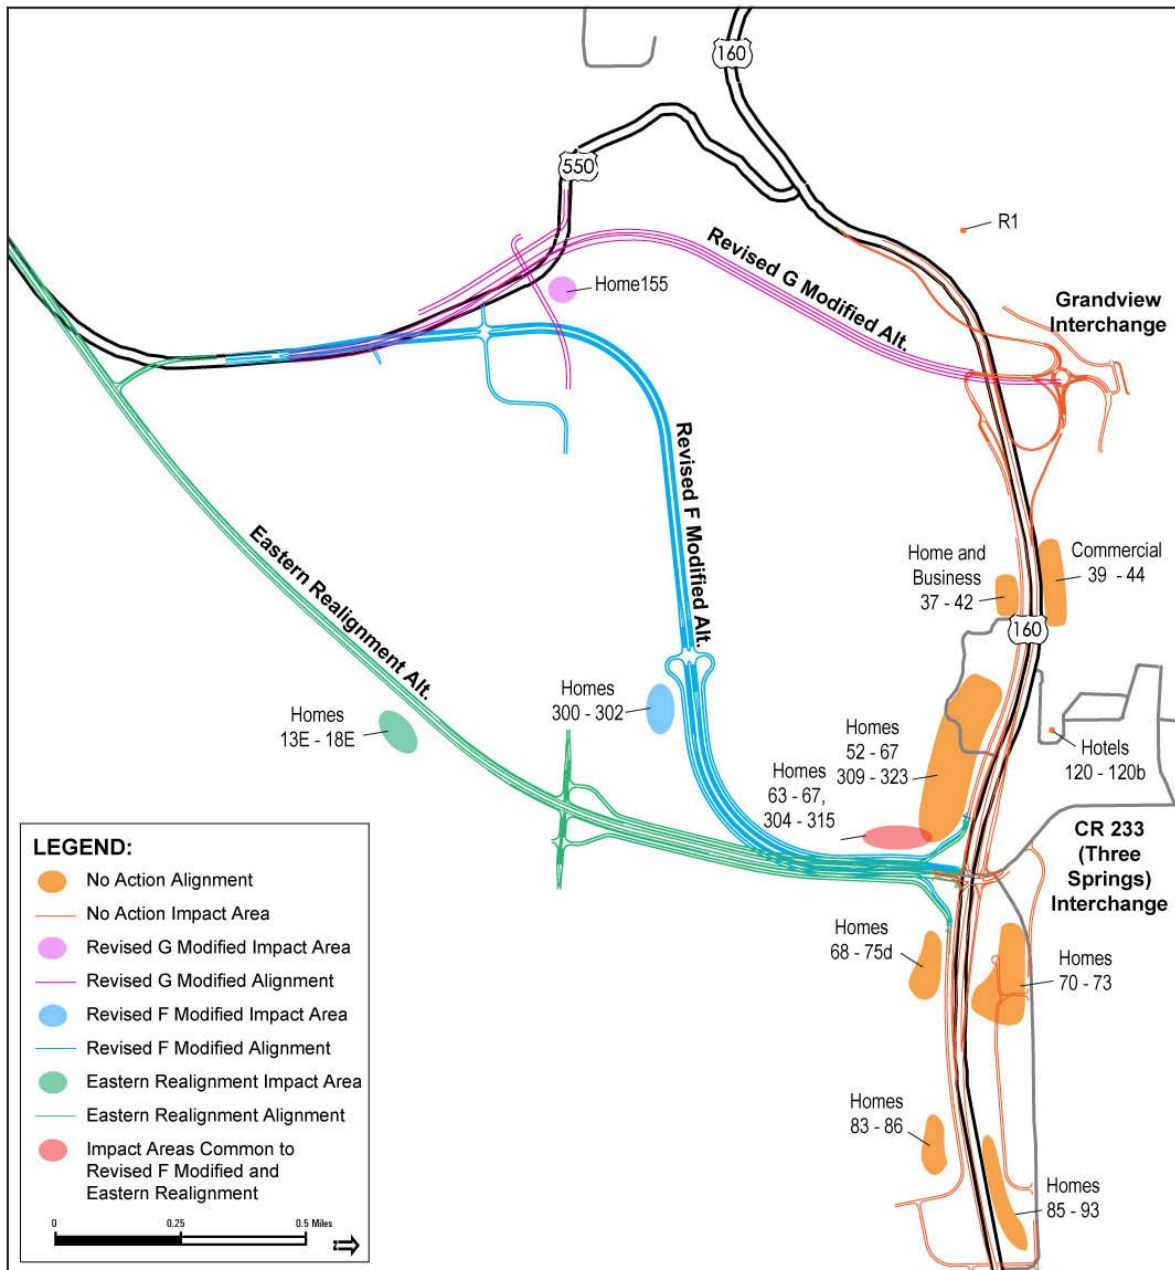 160
550
R1
Revised G Modified Alt.
Grandview
Interchange
Home155
Revised F Modified Alt.
Eastern Realignment Alt.
Home and
Business
37 - 42
Commercial
39 - 44
160
Homes
300 - 302
Homes
13E - 18E
Homes
52 - 67
309 - 323
Hotels
120 - 120b
Homes
63 - 67,
304 - 315
CR 233
(Three
Springs)
Interchange
Homes
68 - 75d
Homes
70 - 73
Homes
83 - 86
Homes
85 - 93
LEGEND:
No Action Alignment
No Action Impact Area
Revised G Modified Impact Area
Revised G Modified Alignment
Revised F Modified Impact Area
Revised F Modified Alignment
Eastern Realignment Impact Area
Eastern Realignment Alignment
Impact Areas Common to
Revised F Modified and
Eastern Realignment
0 0.25 0.5 Miles